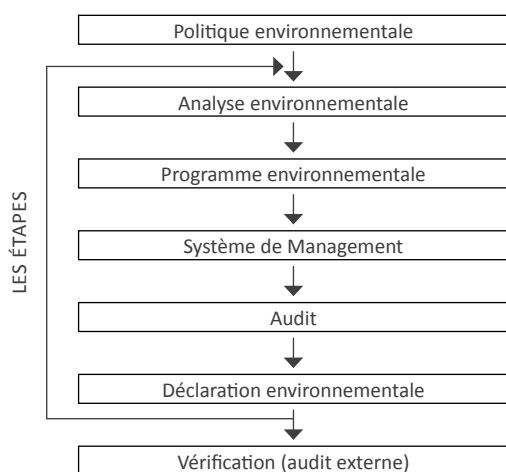 Politique environnementale
Analyse environnementale
Programme environnementale
Système de Management
Audit
Déclaration environnementale
Vérification (audit externe)
LES ÉTAPES